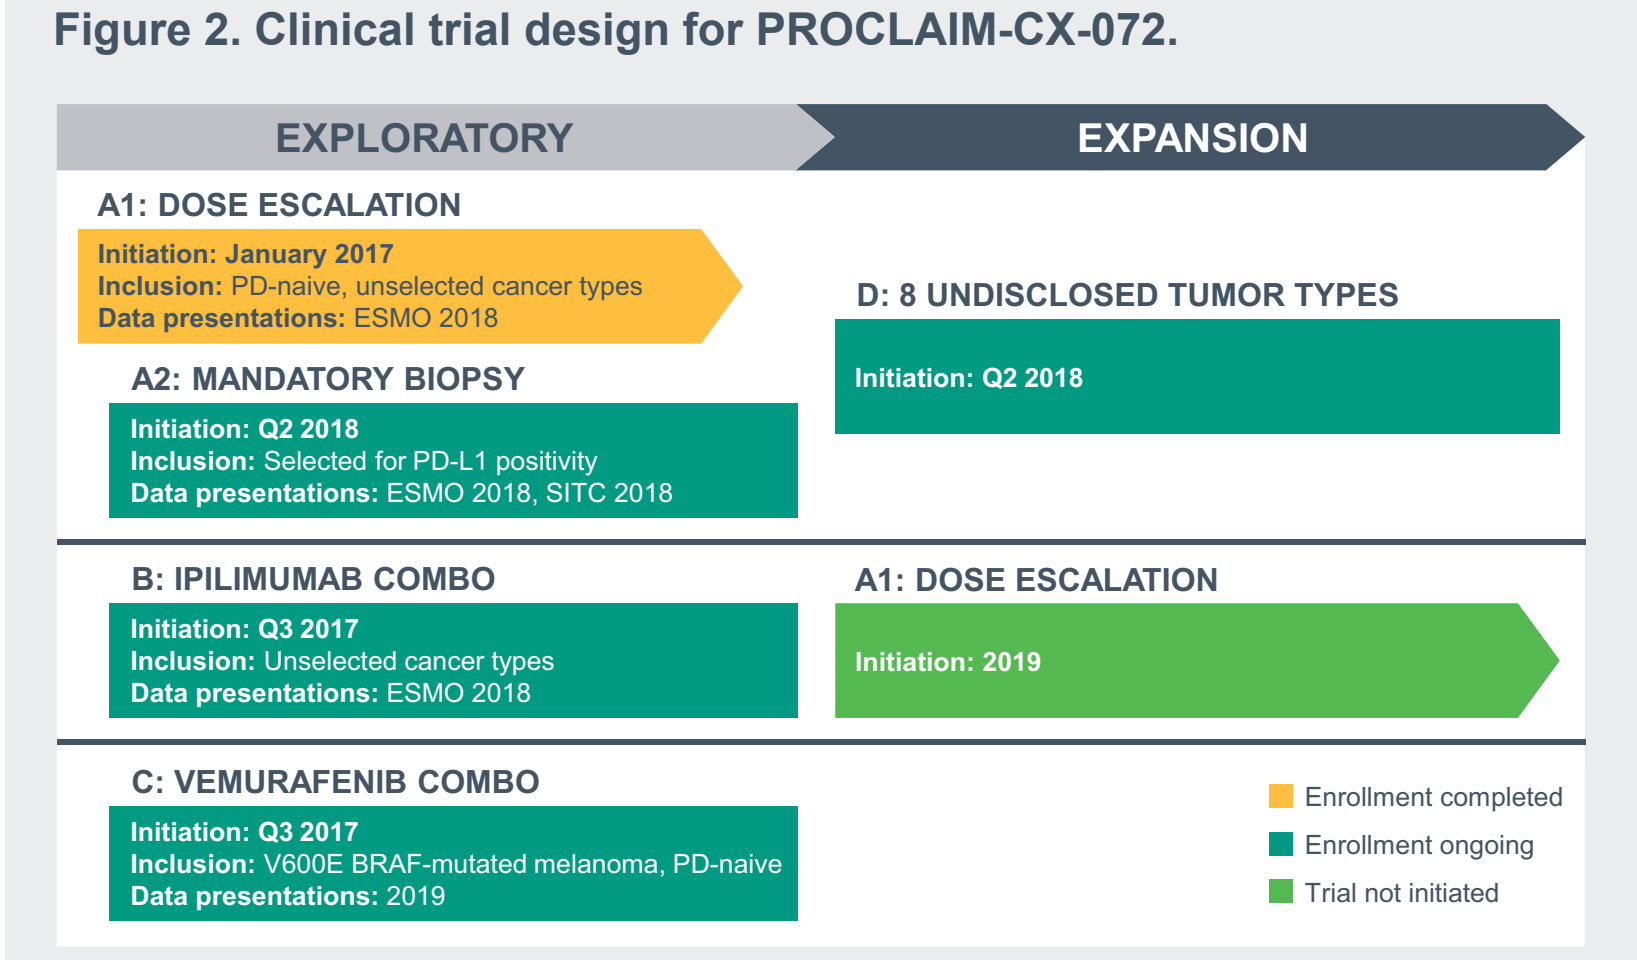 Figure 2. Clinical trial design for PROCLAIM-CX-072.
EXPLORATORY
EXPANSION
A1: DOSE ESCALATION
Initiation: January 2017
Inclusion: PD-naive, unselected cancer types
Data presentations: ESMO 2018
A2: MANDATORY BIOPSY
Initiation: Q2 2018
Inclusion: Selected for PD-L1 positivity
Data presentations: ESMO 2018, SITC 2018
D: 8 UNDISCLOSED TUMOR TYPES
Initiation: Q2 2018
B: IPILIMUMAB COMBO
Initiation: Q3 2017
Inclusion: Unselected cancer types
Data presentations: ESMO 2018
A1: DOSE ESCALATION
Initiation: 2019
C: VEMURAFENIB COMBO
Initiation: Q3 2017
Inclusion: V600E BRAF-mutated melanoma, PD-naive
Data presentations: 2019
Enrollment completed
Enrollment ongoing
Trial not initiated